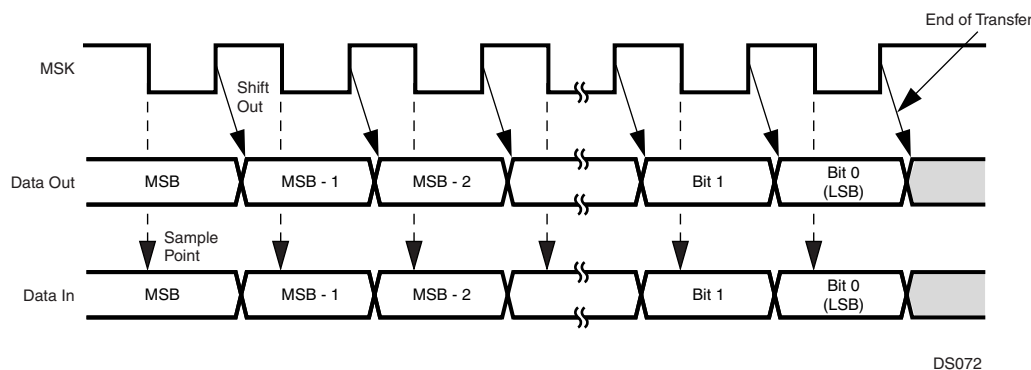 End of Transfer
MSK
Shift
Out
Data Out
MSB
MSB - 1
MSB - 2
Bit 1
Bit 0
(LSB)
Sample
Point
Data In
MSB
MSB - 1
MSB - 2
Bit 1
Bit 0
(LSB)
DS072